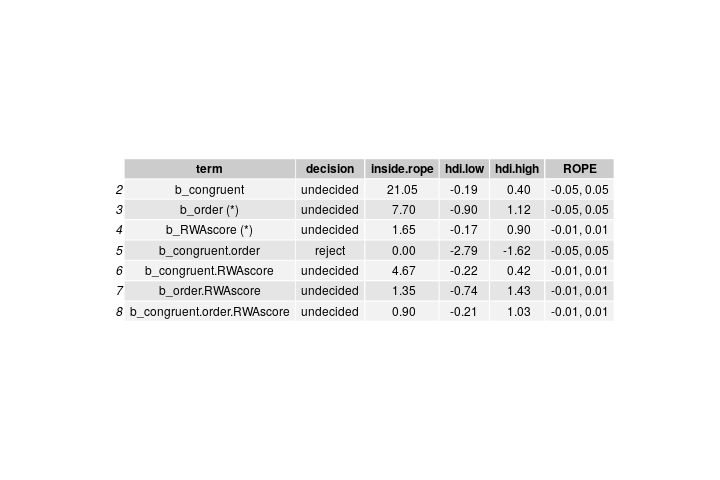 term decision inside.rope hdi.low hdi.high ROPE
2 b_congruent undecided 21.05 -0.19 0.40 -0.05, 0.05
3 b_order (*) undecided 7.70 -0.90 1.12 -0.05, 0.05
4 b_RWAscore (*) undecided 1.65 -0.17 0.90 -0.01, 0.01
5 b_congruent.order reject 0.00 -2.79 -1.62 -0.05, 0.05
6 b_congruent.RWAscore undecided 4.67 -0.22 0.42 -0.01, 0.01
7 b_order.RWAscore undecided 1.35 -0.74 1.43 -0.01, 0.01
8 b_congruent.order.RWAscore undecided 0.90 -0.21 1.03 -0.01, 0.01